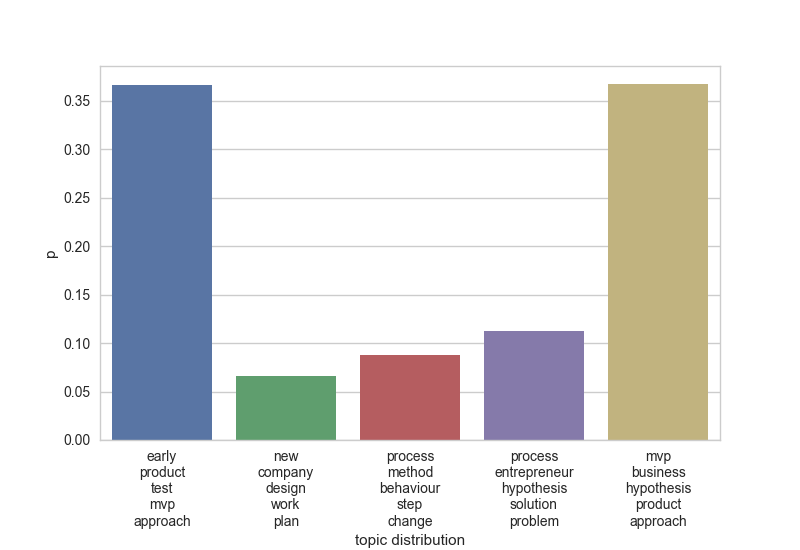 0.35
0.30
0.25
0.20
0.15
0.10
0.05
0.00
p
early
product
test
mvp
approach
new
company
design
work
plan
process
method
behaviour
step
change
process
entrepreneur
hypothesis
solution
problem
mvp
business
hypothesis
product
approach
topic distribution